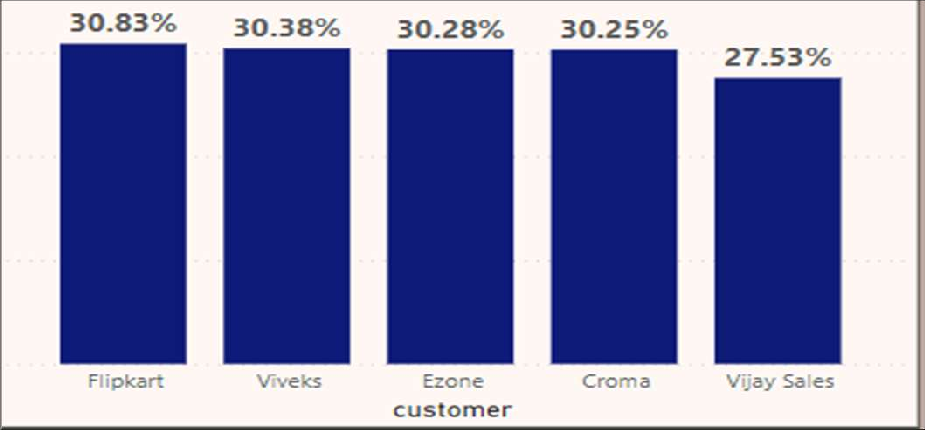 30.83% 30.38% 30.28% 30.25% 27.53%
Flipkart Viveks Ezone Croma Vijay Sales
customer